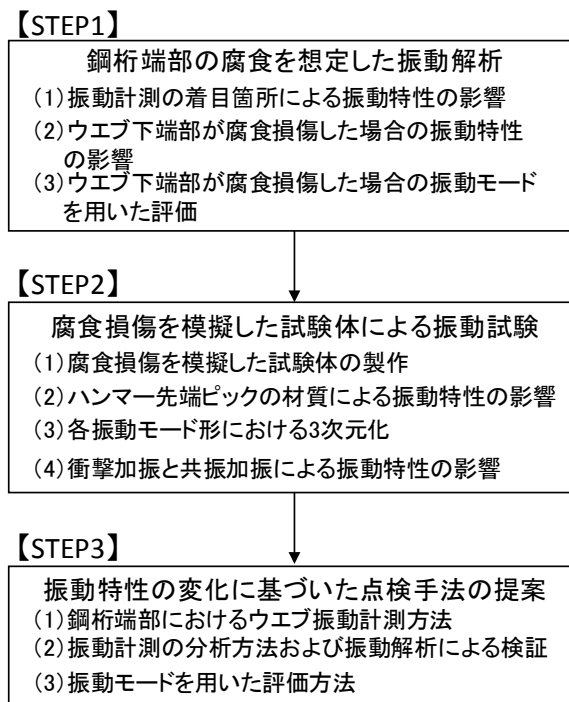 【STEP1】
鋼桁端部の腐食を想定した振動解析
(1)振動計測の着目箇所による振動特性の影響
(2)ウエブ下端部が腐食損傷した場合の振動特性
の影響
(3)ウエブ下端部が腐食損傷した場合の振動モード
を用いた評価
【STEP2】
腐食損傷を模擬した試験体による振動試験
(1)腐食損傷を模擬した試験体の製作
(2)ハンマー先端ピックの材質による振動特性の影響
(3)各振動モード形における3次元化
(4)衝撃加振と共振加振による振動特性の影響
【STEP3】
振動特性の変化に基づいた点検手法の提案
(1)鋼桁端部におけるウエブ振動計測方法
(2)振動計測の分析方法および振動解析による検証
(3)振動モードを用いた評価方法